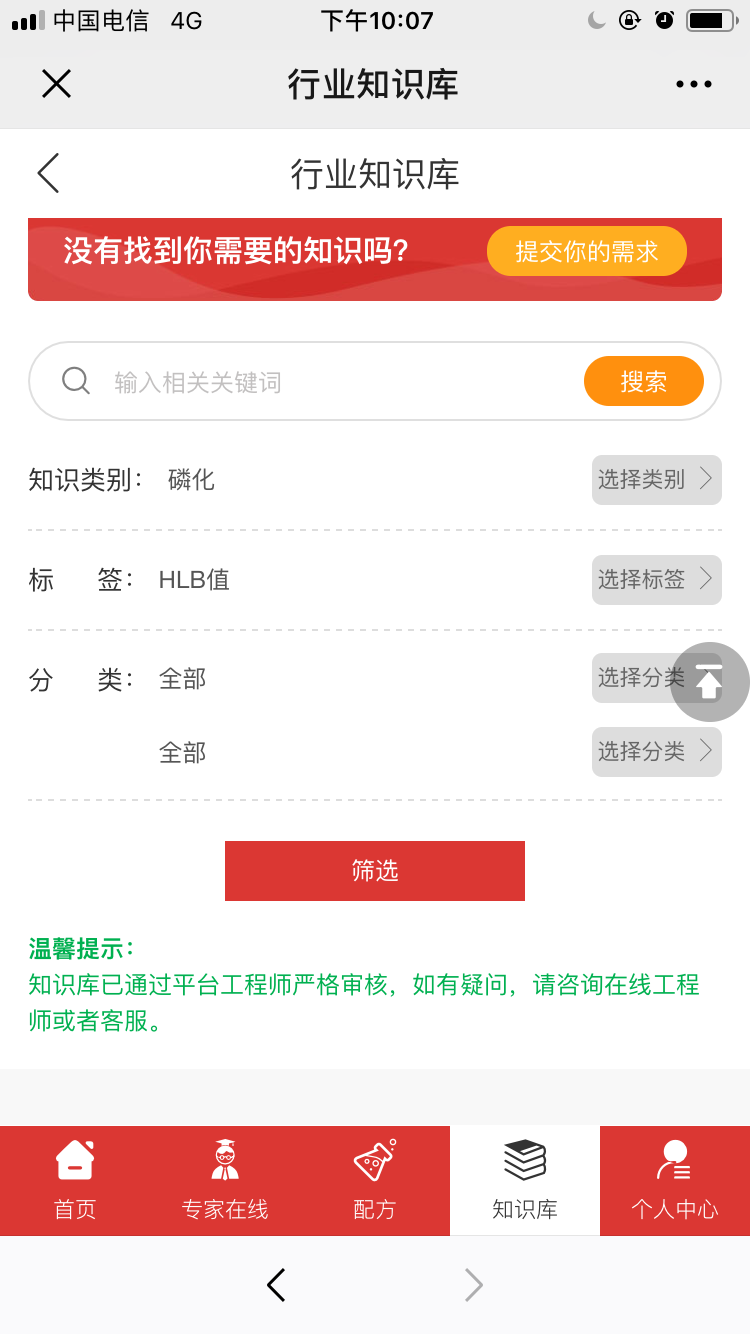 中国电信 4G 下午10:07
行业知识库
行业知识库
没有找到你需要的知识吗? 提交你的需求
输入相关关键词 搜索
知识类别: 磷化 选择类别
标 签: HLB值 选择标签
分 类: 全部 选择分类
全部 选择分类
筛选
温馨提示:
知识库已通过平台工程师严格审核，如有疑问，请咨询在线工程
师或者客服。
首页 专家在线 配方 知识库 个人中心